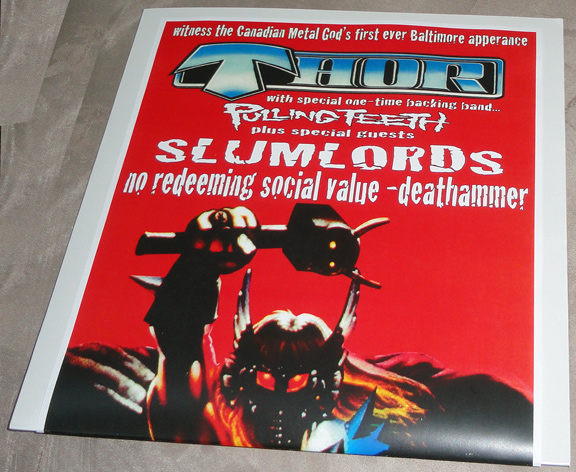 witness the Canadian Metal God's first ever Baltimore apperance
THOR
with special one-time backing band...
PULLING TEETH
plus special guests
SLUMLORDS
no redeeming social value -deathammer